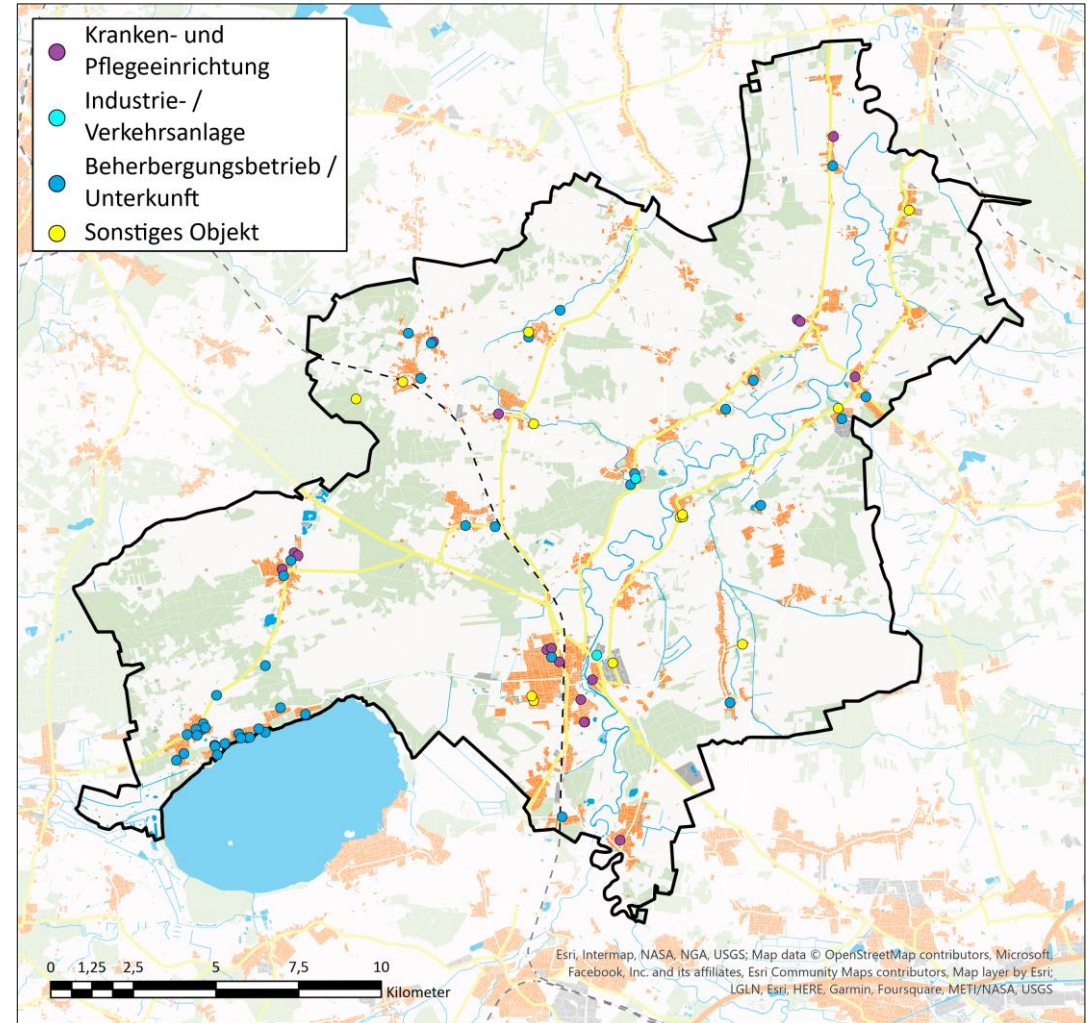 Kranken- und
Pflegeeinrichtung
Industrie- /
Verkehrsanlage
Beherbergungsbetrieb /
Unterkunft
Sonstiges Objekt
0 1,25 2,5 5 7,5 10
Kilometer
Esri, Intermap, NASA, NGA, USGS; Map data © OpenStreetMap contributors, Microsoft,
Facebook, Inc. and its affiliates, Esri Community Maps contributors, Map layer by Esri;
LGLN, Esri, HERE, Garmin, Foursquare, METI/NASA, USGS